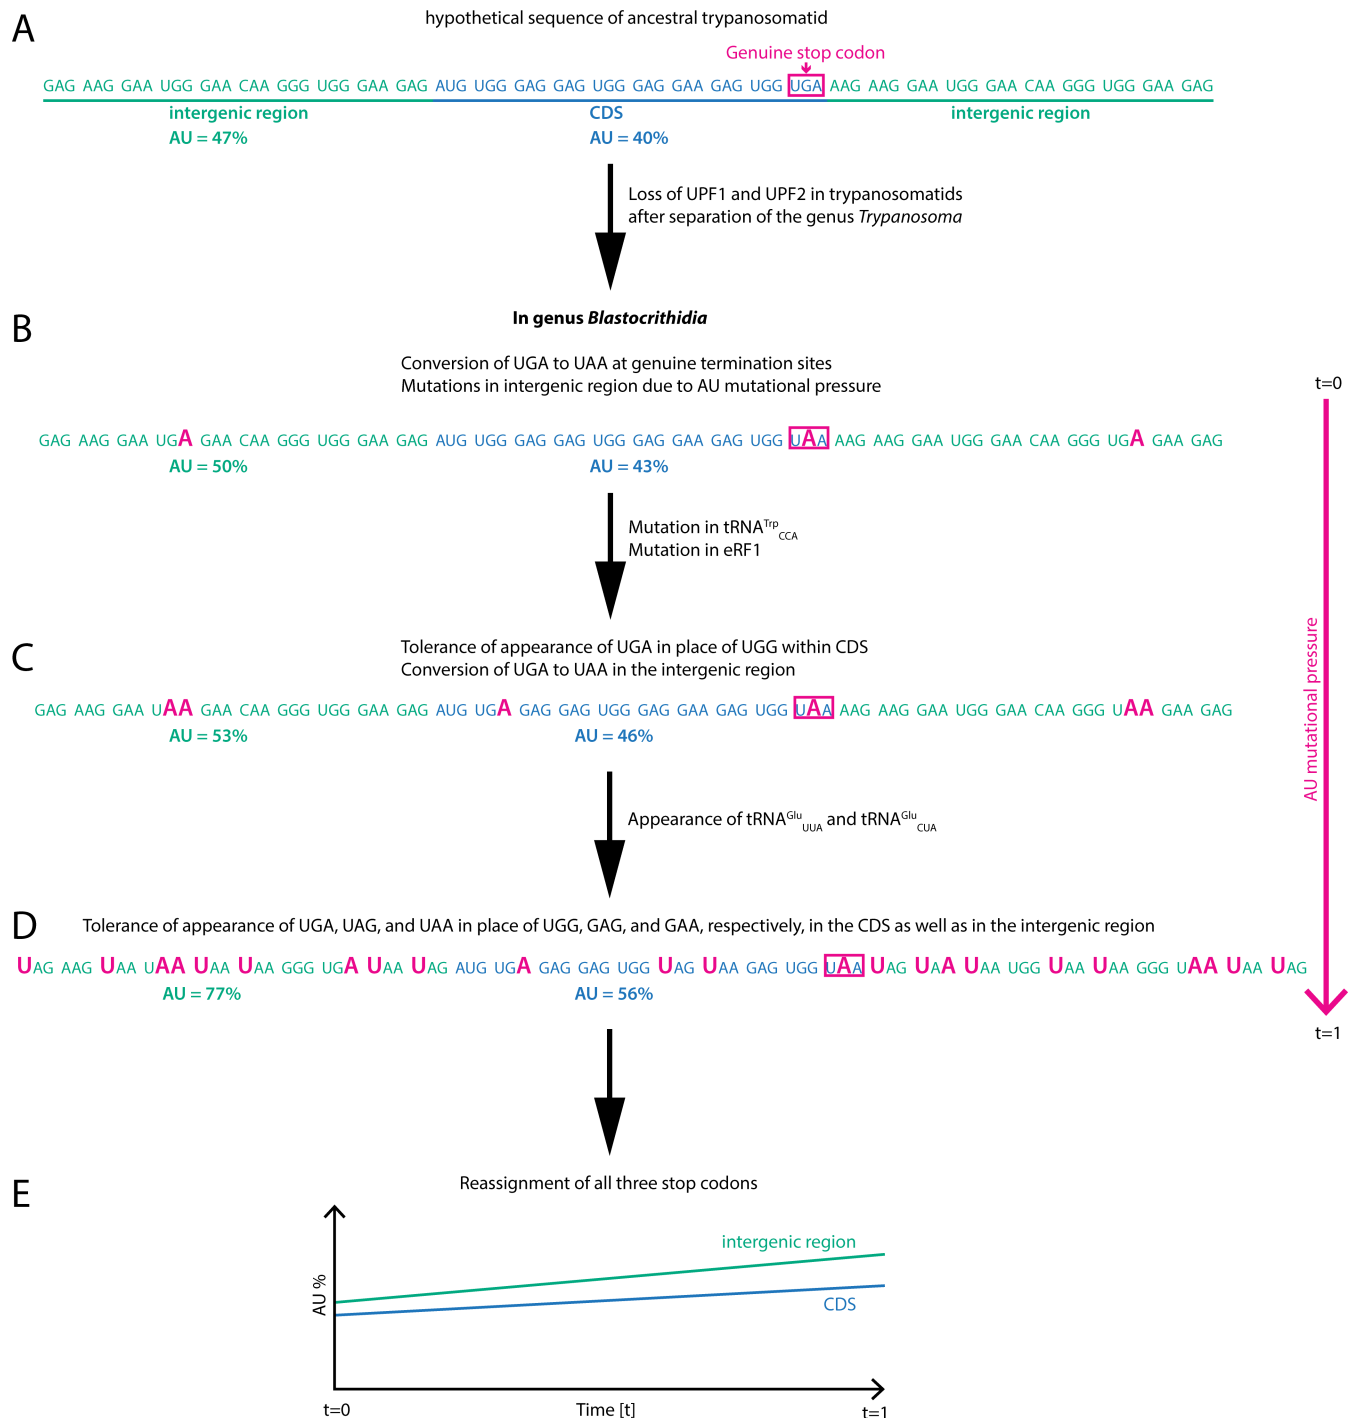 A
hypothetical sequence of ancestral trypanosomatid
Genuine stop codon
GAG AAG GAA UGG GAA CAA GGG UGG GAA GAG AUG UGG GAG GAG UGG GAG GAA GAG UGG UGA AAG AAG GAA UGG GAA CAA GGG UGG GAA GAG
intergenic region CDS intergenic region
AU = 47% AU = 40%
Loss of UPF1 and UPF2 in trypanosomatids
after separation of the genus Trypanosoma
B
In genus Blastocrithidia
Conversion of UGA to UAA at genuine termination sites
Mutations in intergenic region due to AU mutational pressure
t=0
GAG AAG GAA UGA GAA CAA GGG UGG GAA GAG AUG UGG GAG GAG UGG GAG GAA GAG UGG UAA AAG AAG GAA UGG GAA CAA GGG UGA GAA GAG
AU = 50% AU = 43%
Mutation in tRNATrpCCA
Mutation in eRF1
AU mutational pressure
C
Tolerance of appearance of UGA in place of UGG within CDS
Conversion of UGA to UAA in the intergenic region
GAG AAG GAA UAA GAA CAA GGG UGG GAA GAG AUG UGA GAG GAG UGG GAG GAA GAG UGG UAA AAG AAG GAA UGG GAA CAA GGG UAA GAA GAG
AU = 53% AU = 46%
Appearance of tRNAGluUUA and tRNAGluCUA
D
Tolerance of appearance of UGA, UAG, and UAA in place of UGG, GAG, and GAA, respectively, in the CDS as well as in the intergenic region
UAG AAG UAA UAA UAA UAA GGG UGA UAA UAG AUG UGA GAG GAG UGG UAG UAA GAG UGG UAA UAG UAA UAA UGG UAA UAA GGG UAA UAA UAG
AU = 77% AU = 56%
t=1
E
Reassignment of all three stop codons
intergenic region
AU %
CDS
t=0 Time [t] t=1